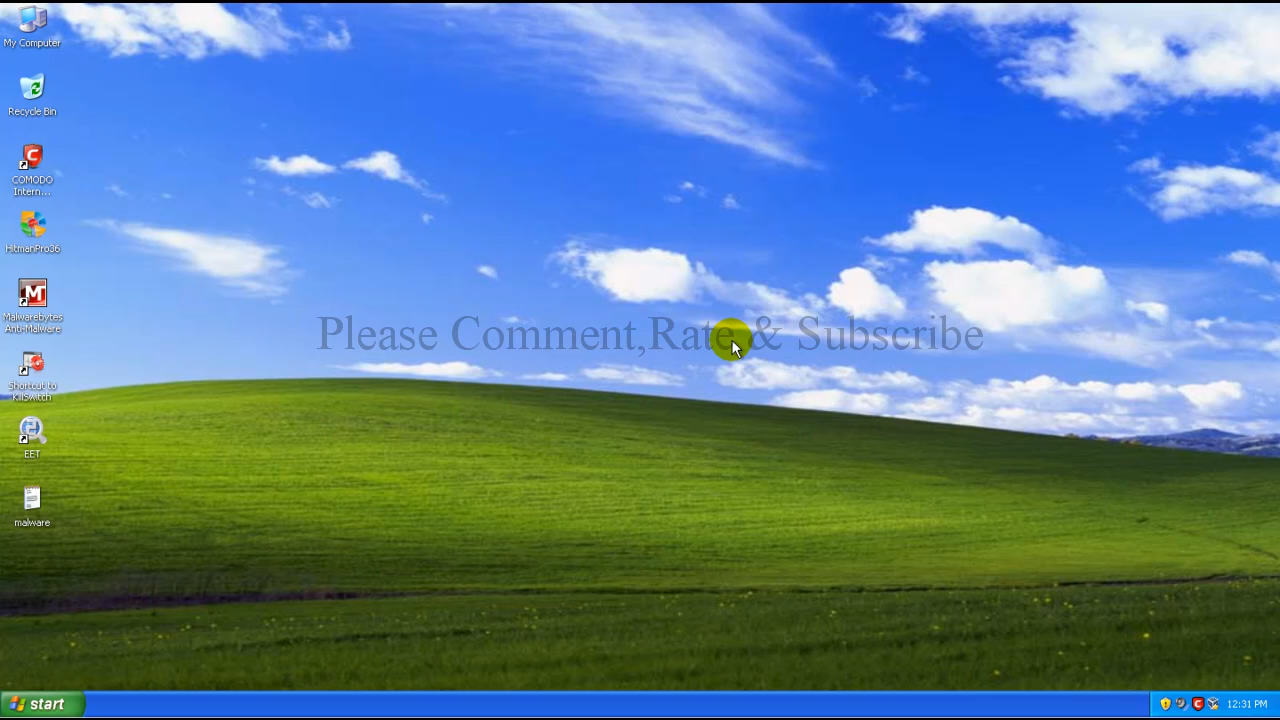 My Computer
Recycle Bin
COMODO
Intern...
HitmanPro36
Malwarebytes
Anti-Malware
Shortcut to
KillSwitch
EET
malware
Please Comment,Rate & Subscribe
start
12:31 PM